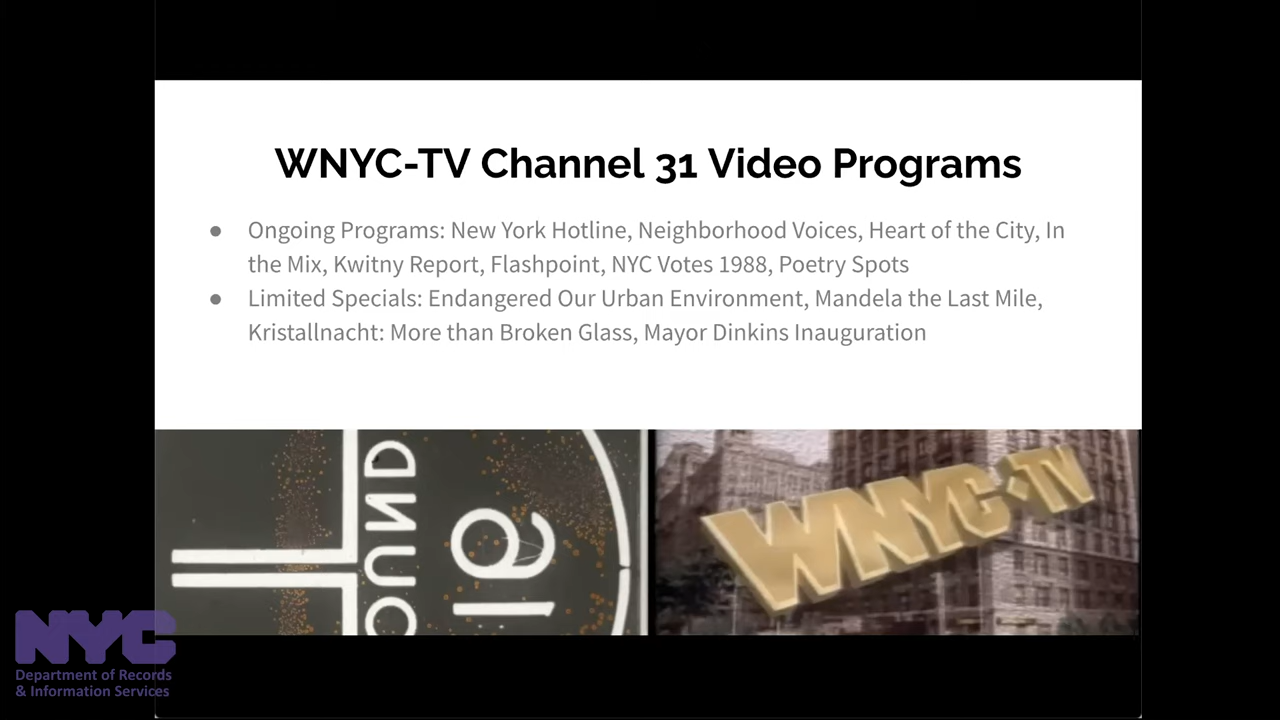 WNYC-TV Channel 31 Video Programs
● Ongoing Programs: New York Hotline, Neighborhood Voices, Heart of the City, In
the Mix, Kwitny Report, Flashpoint, NYC Votes 1988, Poetry Spots
● Limited Specials: Endangered Our Urban Environment, Mandela the Last Mile,
Kristallnacht: More than Broken Glass, Mayor Dinkins Inauguration
WNYC·TV
NYC
Department of Records
& Information Services